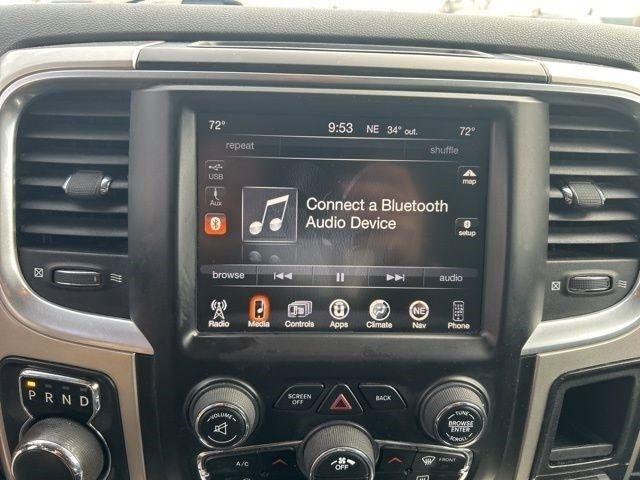 72° 9:53 NE 34° out. 72°
repeat shuffle
USB
Aux
map
Connect a Bluetooth
Audio Device
setup
browse audio
Radio Media Controls Apps NE Climate Nav Phone
P R N D
SCREEN OFF
BACK
VOLUME
TUNE
BROWSE
ENTER
SCROLL
A/C FRONT
OFF